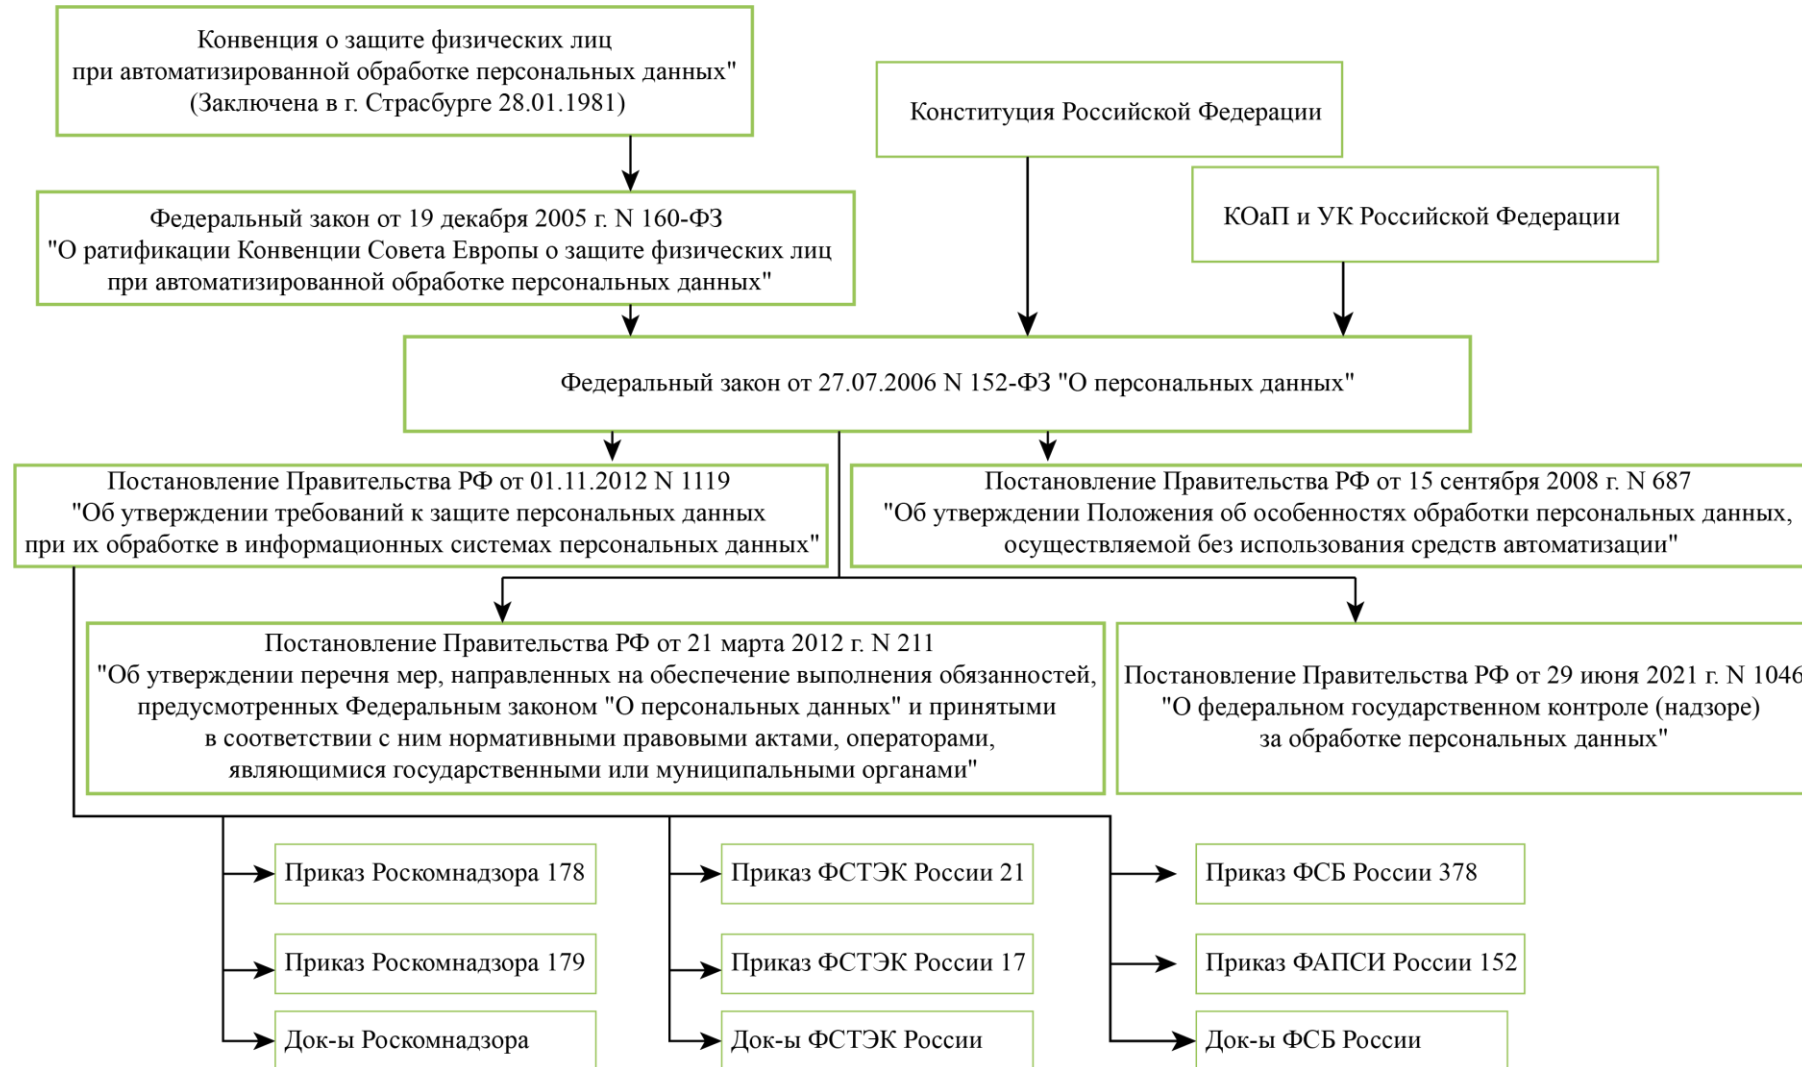 Конвенция о защите физических лиц
при автоматизированной обработке персональных данных"
(Заключена в г. Страсбурге 28.01.1981)
Конституция Российской Федерации
КОаП и УК Российской Федерации
Федеральный закон от 19 декабря 2005 г. N 160-ФЗ
"О ратификации Конвенции Совета Европы о защите физических лиц
при автоматизированной обработке персональных данных"
Федеральный закон от 27.07.2006 N 152-ФЗ "О персональных данных"
Постановление Правительства РФ от 01.11.2012 N 1119
"Об утверждении требований к защите персональных данных
при их обработке в информационных системах персональных данных"
Постановление Правительства РФ от 15 сентября 2008 г. N 687
"Об утверждении Положения об особенностях обработки персональных данных,
осуществляемой без использования средств автоматизации"
Постановление Правительства РФ от 21 марта 2012 г. N 211
"Об утверждении перечня мер, направленных на обеспечение выполнения обязанностей,
предусмотренных Федеральным законом "О персональных данных" и принятыми
в соответствии с ним нормативными правовыми актами, операторами,
являющимися государственными или муниципальными органами"
Постановление Правительства РФ от 29 июня 2021 г. N 1046
"О федеральном государственном контроле (надзоре)
за обработке персональных данных"
Приказ Роскомнадзора 178
Приказ Роскомнадзора 179
Док-ы Роскомнадзора
Приказ ФСТЭК России 21
Приказ ФСТЭК России 17
Док-ы ФСТЭК России
Приказ ФСБ России 378
Приказ ФАПСИ России 152
Док-ы ФСБ России